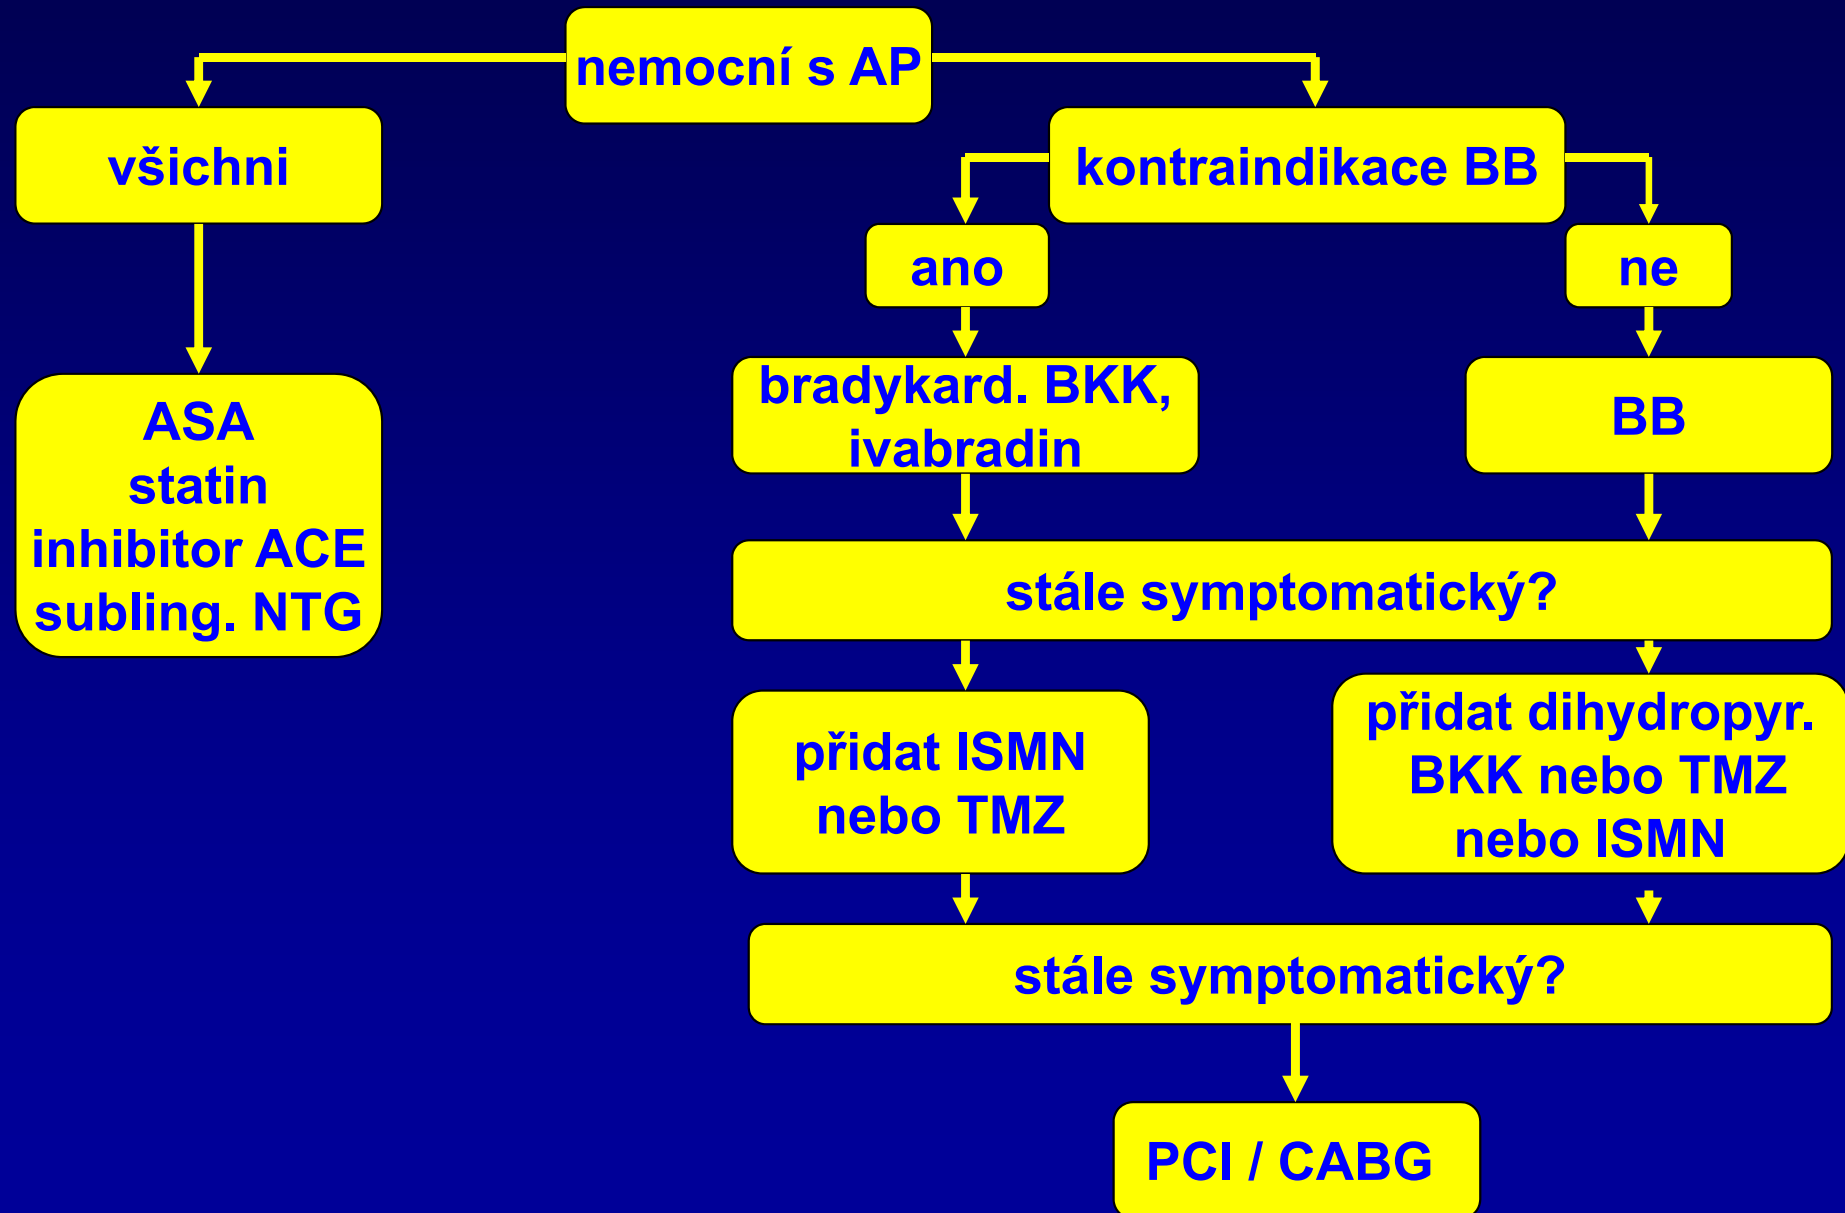 nemocní s AP
všichni
kontraindikace BB
ano
ne
bradykard. BKK,
ivabradin
BB
ASA
statin
inhibitor ACE
subling. NTG
stále symptomatický?
přidat ISMN
nebo TMZ
přidat dihydropyr.
BKK nebo TMZ
nebo ISMN
stále symptomatický?
PCI / CABG